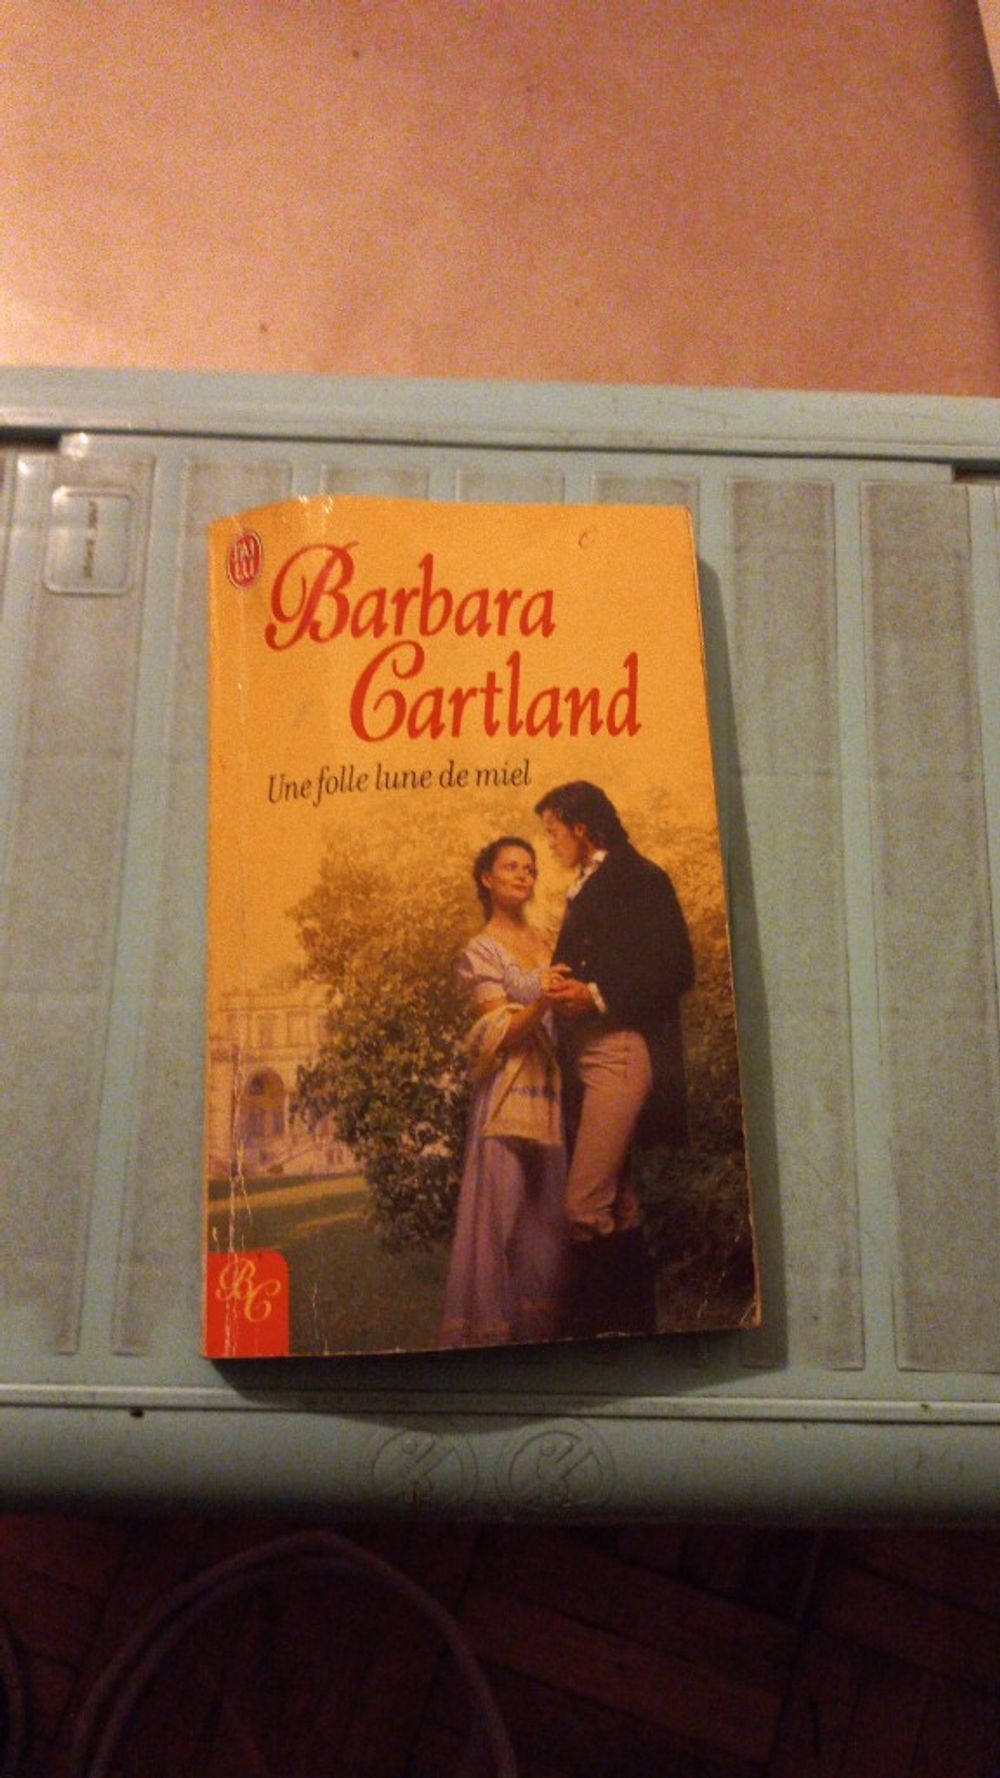 J'AI
LU
Barbara
Cartland
Une folle lune de miel
BC